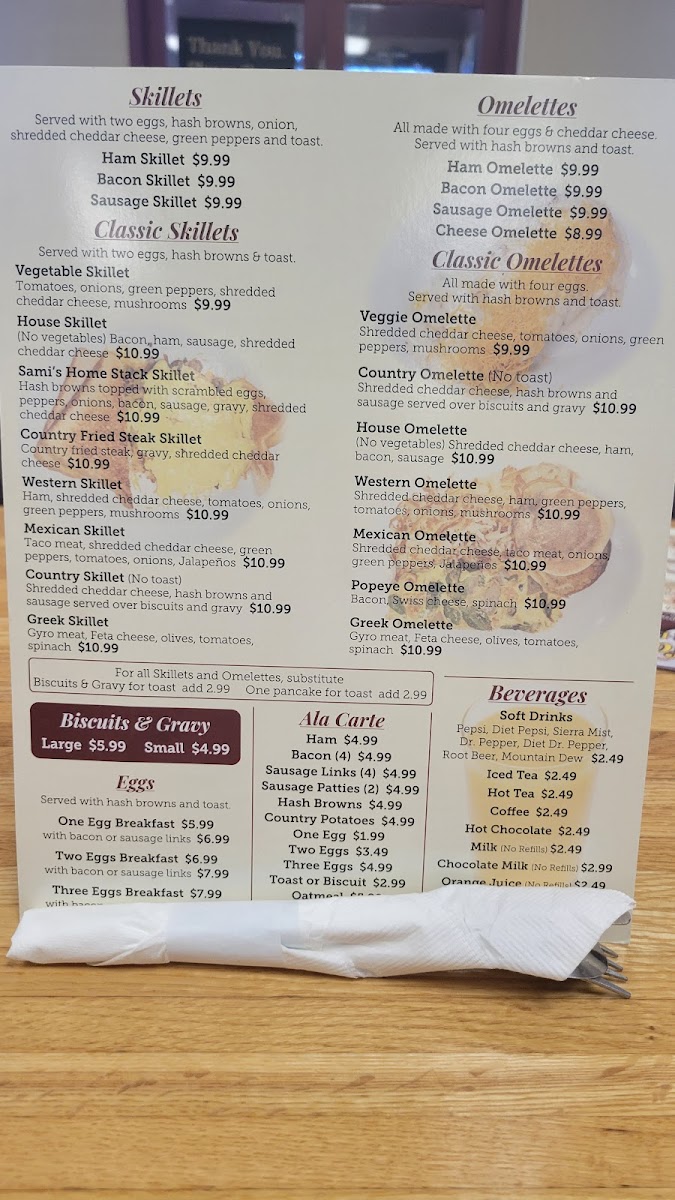 Thank You
Skillets
Served with two eggs, hash browns, onion,
shredded cheddar cheese, green peppers and toast.
Ham Skillet $9.99
Bacon Skillet $9.99
Sausage Skillet $9.99
Classic Skillets
Served with two eggs, hash browns & toast.
Vegetable Skillet
Tomatoes, onions, green peppers, shredded
cheddar cheese, mushrooms $9.99
House Skillet
(No vegetables) Bacon, ham, sausage, shredded
cheddar cheese $10.99
Sami's Home Stack Skillet
Hash browns topped with scrambled eggs,
peppers, onions, bacon, sausage, gravy, shredded
cheddar cheese $10.99
Country Fried Steak Skillet
Country fried steak, gravy, shredded cheddar
cheese $10.99
Western Skillet
Ham, shredded cheddar cheese, tomatoes, onions,
green peppers, mushrooms $10.99
Mexican Skillet
Taco meat, shredded cheddar cheese, green
peppers, tomatoes, onions, Jalapeños $10.99
Country Skillet (No toast)
Shredded cheddar cheese, hash browns and
sausage served over biscuits and gravy $10.99
Greek Skillet
Gyro meat, Feta cheese, olives, tomatoes,
spinach $10.99
Omelettes
All made with four eggs & cheddar cheese.
Served with hash browns and toast.
Ham Omelette $9.99
Bacon Omelette $9.99
Sausage Omelette $9.99
Cheese Omelette $8.99
Classic Omelettes
All made with four eggs.
Served with hash browns and toast.
Veggie Omelette
Shredded cheddar cheese, tomatoes, onions, green
peppers, mushrooms $9.99
Country Omelette (No toast)
Shredded cheddar cheese, hash browns and
sausage served over biscuits and gravy $10.99
House Omelette
(No vegetables) Shredded cheddar cheese, ham,
bacon, sausage $10.99
Western Omelette
Shredded cheddar cheese, ham, green peppers,
tomatoes, onions, mushrooms $10.99
Mexican Omelette
Shredded cheddar cheese, taco meat, onions,
green peppers, Jalapeños $10.99
Popeye Omelette
Bacon, Swiss cheese, spinach $10.99
Greek Omelette
Gyro meat, Feta cheese, olives, tomatoes,
spinach $10.99
For all Skillets and Omelettes, substitute
Biscuits & Gravy for toast add 2.99 One pancake for toast add 2.99
Biscuits & Gravy
Large $5.99 Small $4.99
Eggs
Served with hash browns and toast.
One Egg Breakfast $5.99
with bacon or sausage links $6.99
Two Eggs Breakfast $6.99
with bacon or sausage links $7.99
Three Eggs Breakfast $7.99
with
Ala Carte
Ham $4.99
Bacon (4) $4.99
Sausage Links (4) $4.99
Sausage Patties (2) $4.99
Hash Browns $4.99
Country Potatoes $4.99
One Egg $1.99
Two Eggs $3.49
Three Eggs $4.99
Toast or Biscuit $2.99
Oatmeal
Beverages
Soft Drinks
Pepsi, Diet Pepsi, Sierra Mist,
Dr. Pepper, Diet Dr. Pepper,
Root Beer, Mountain Dew $2.49
Iced Tea $2.49
Hot Tea $2.49
Coffee $2.49
Hot Chocolate $2.49
Milk (No Refills) $2.49
Chocolate Milk (No Refills) $2.99
Orange Juice (No Refills) $2.49